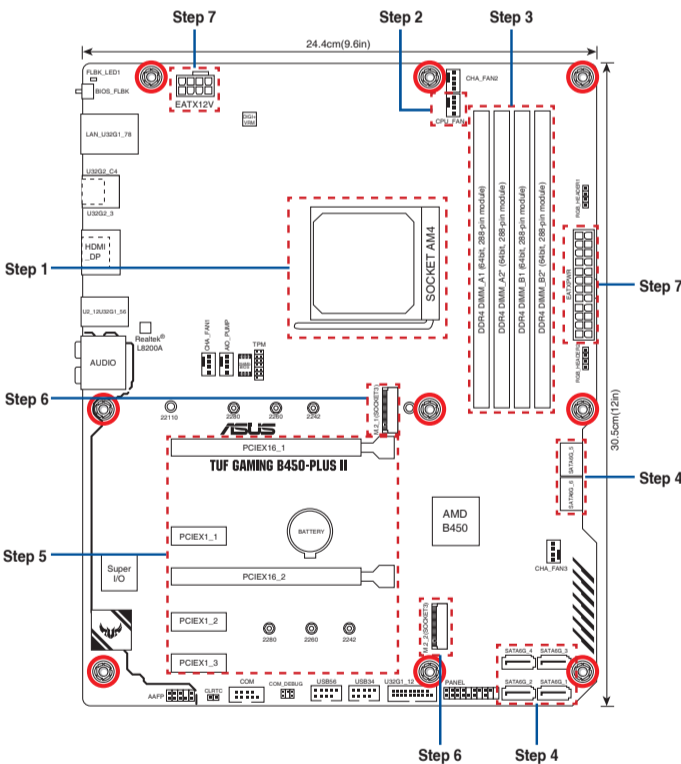 Step 7
Step 2
Step 3
24.4cm(9.6in)
FLBK_LED1
BIOS_FLBK
EATX12V
CHA_FAN2
CPU_FAN
DIGI+
VRM
LAN_U32G1_78
U32G2_C4
U32G2_3
HDMI
_DP
U2_12U32G1_56
AUDIO
Realtek®
L8200A
Step 1
SOCKET AM4
DDR4 DIMM_A1 (64bit, 288-pin module)
DDR4 DIMM_A2* (64bit, 288-pin module)
DDR4 DIMM_B1 (64bit, 288-pin module)
DDR4 DIMM_B2* (64bit, 288-pin module)
RGB_HEADER1
EATXPWR
Step 7
CHA_FAN1
AIO_PUMP
TPM
30.5cm(12in)
Step 6
M.2_1(SOCKET3)
22110
2280
2260
2242
ASUS
PCIEX16_1
TUF GAMING B450-PLUS II
SATA6G_5
SATA6G_6
Step 4
AMD
B450
BATTERY
PCIEX1_1
Step 5
PCIEX16_2
Super
I/O
CHA_FAN3
PCIEX1_2
2280
2260
2242
M.2_2(SOCKET3)
PCIEX1_3
SATA6G_4
SATA6G_3
SATA6G_2
SATA6G_1
AAFP
CLRTC
COM
COM_DEBUG
USB56
USB34
U32G1_12
PANEL
Step 6
Step 4